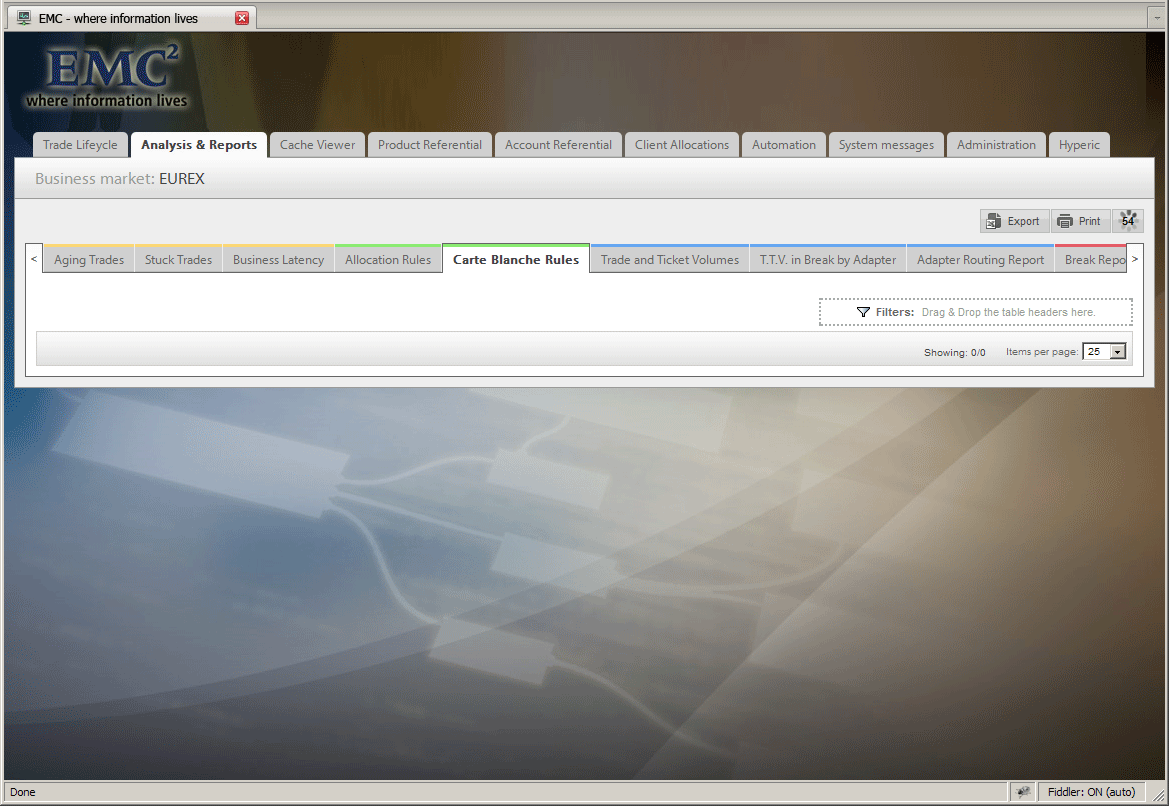 EMC - where information lives
EMC²
where information lives
Trade Lifeycle Analysis & Reports Cache Viewer Product Referential Account Referential Client Allocations Automation System messages Administration Hyperic
Business market: EUREX
Export Print 54
< Aging Trades Stuck Trades Business Latency Allocation Rules Carte Blanche Rules Trade and Ticket Volumes T.T.V. in Break by Adapter Adapter Routing Report Break Repo >
Filters: Drag & Drop the table headers here.
Showing: 0/0 Items per page: 25
Done Fiddler: ON (auto)